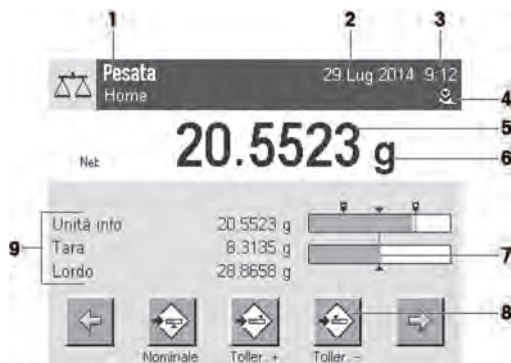 1 2 3
Pesata 29.Lug.2014 9:12
Home
4
5
20.5523 g
6
Net
Unità info 20.5523 g
9 Tara 8.3135 g 7
Lordo 28.8658 g
8
Nominale Toller. + Toller. -